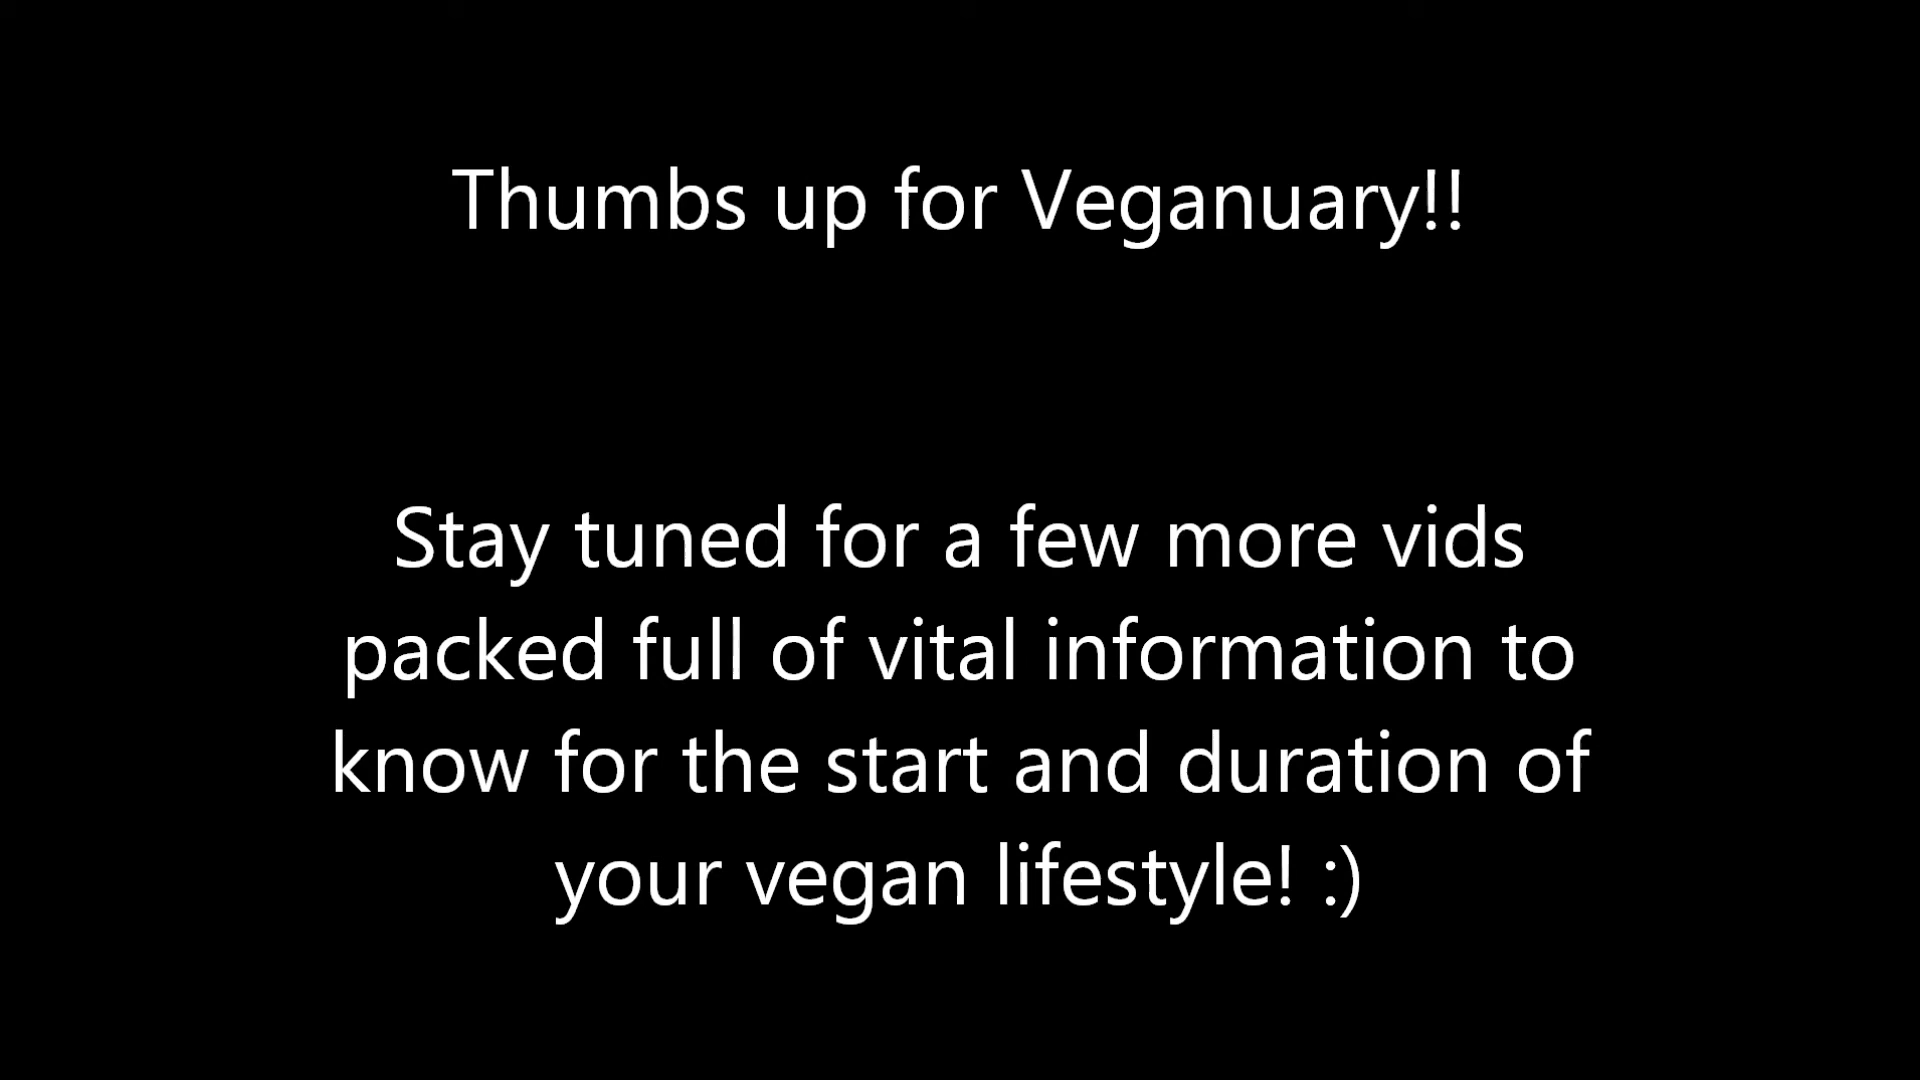 Thumbs up for Veganuary!!
Stay tuned for a few more vids
packed full of vital information to
know for the start and duration of
your vegan lifestyle! :)